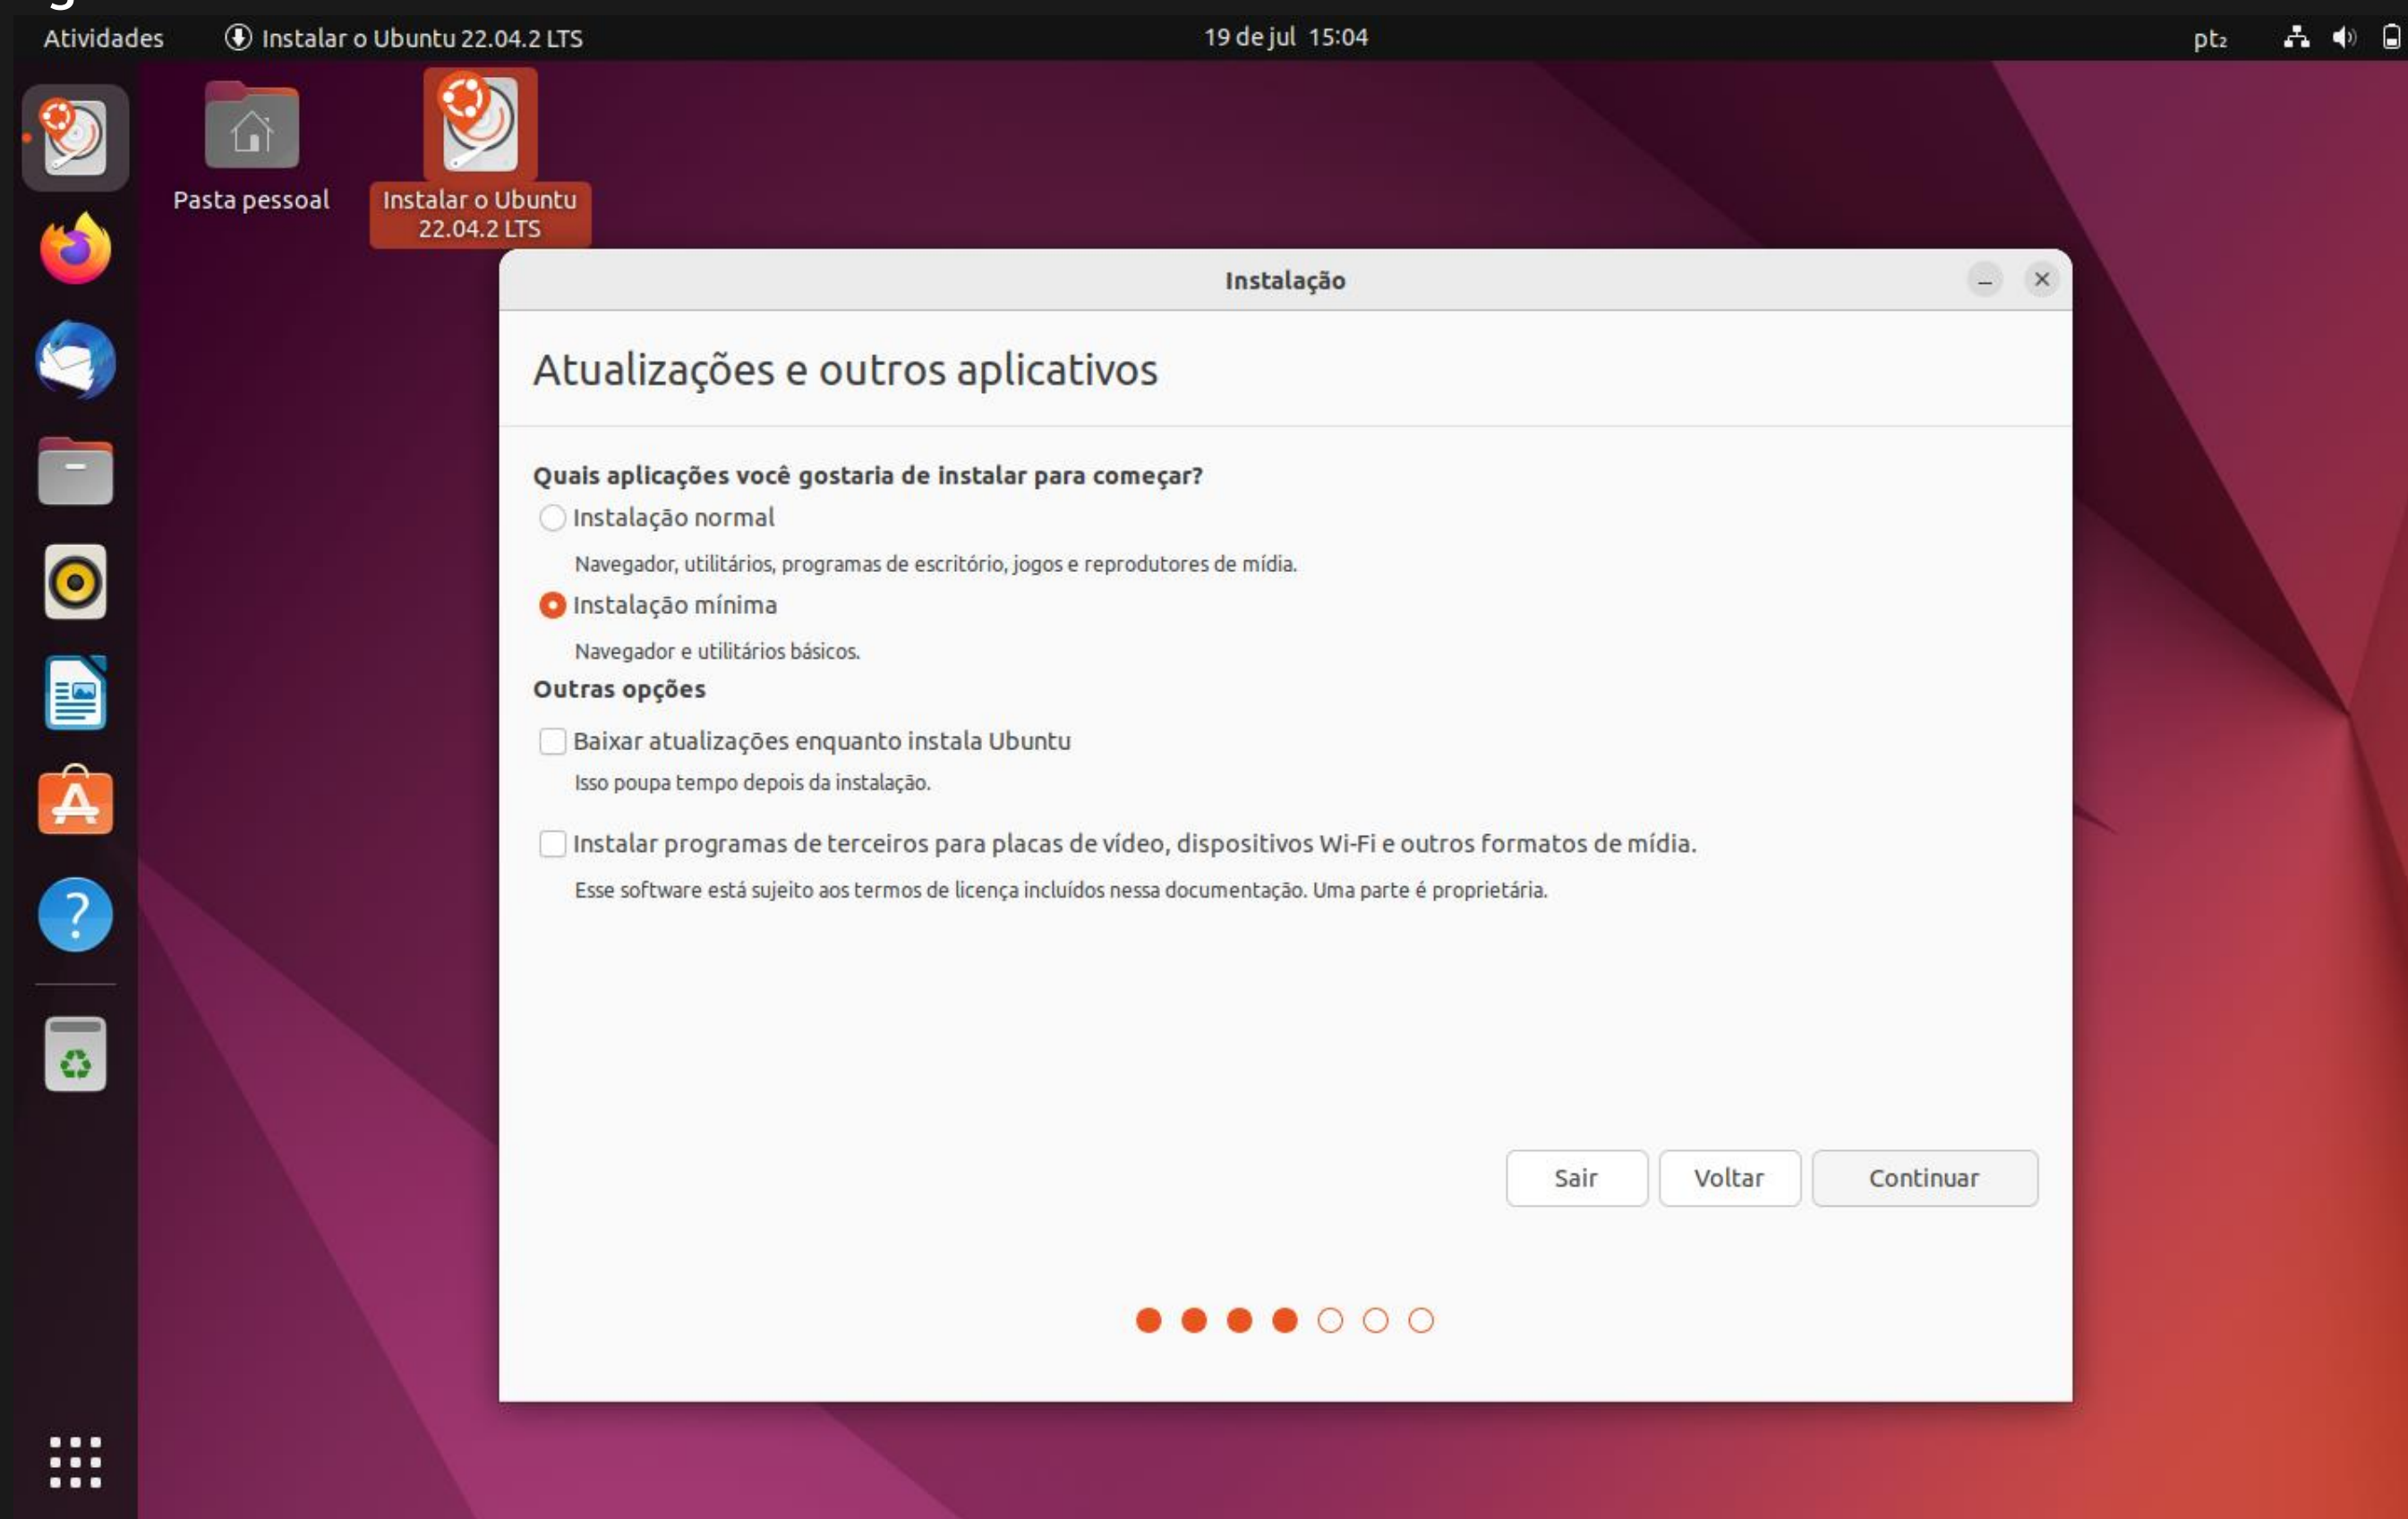 Atividades
Instalar o Ubuntu 22.04.2 LTS
19 de jul 15:04
pt₂
Pasta pessoal
Instalar o Ubuntu
22.04.2 LTS
Instalação
Atualizações e outros aplicativos
Quais aplicações você gostaria de instalar para começar?
Instalação normal
Navegador, utilitários, programas de escritório, jogos e reprodutores de mídia.
Instalação mínima
Navegador e utilitários básicos.
Outras opções
Baixar atualizações enquanto instala Ubuntu
Isso poupa tempo depois da instalação.
Instalar programas de terceiros para placas de vídeo, dispositivos Wi-Fi e outros formatos de mídia.
Esse software está sujeito aos termos de licença incluídos nessa documentação. Uma parte é proprietária.
Sair
Voltar
Continuar